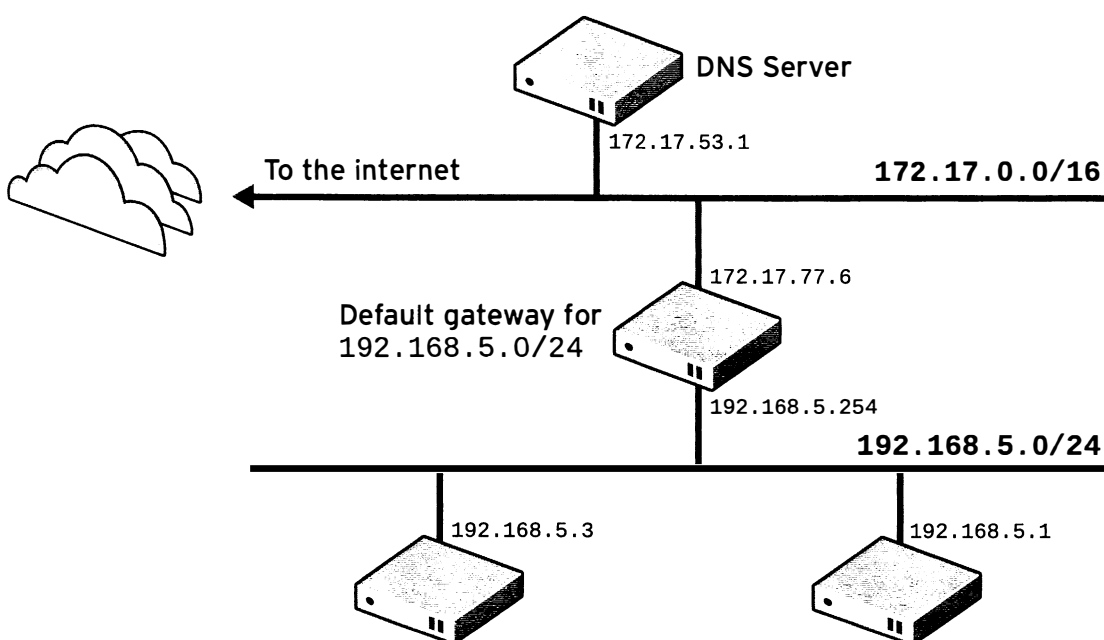 DNS Server
172.17.53.1
To the internet
172.17.0.0/16
172.17.77.6
Default gateway for
192.168.5.0/24
192.168.5.254
192.168.5.0/24
192.168.5.3
192.168.5.1